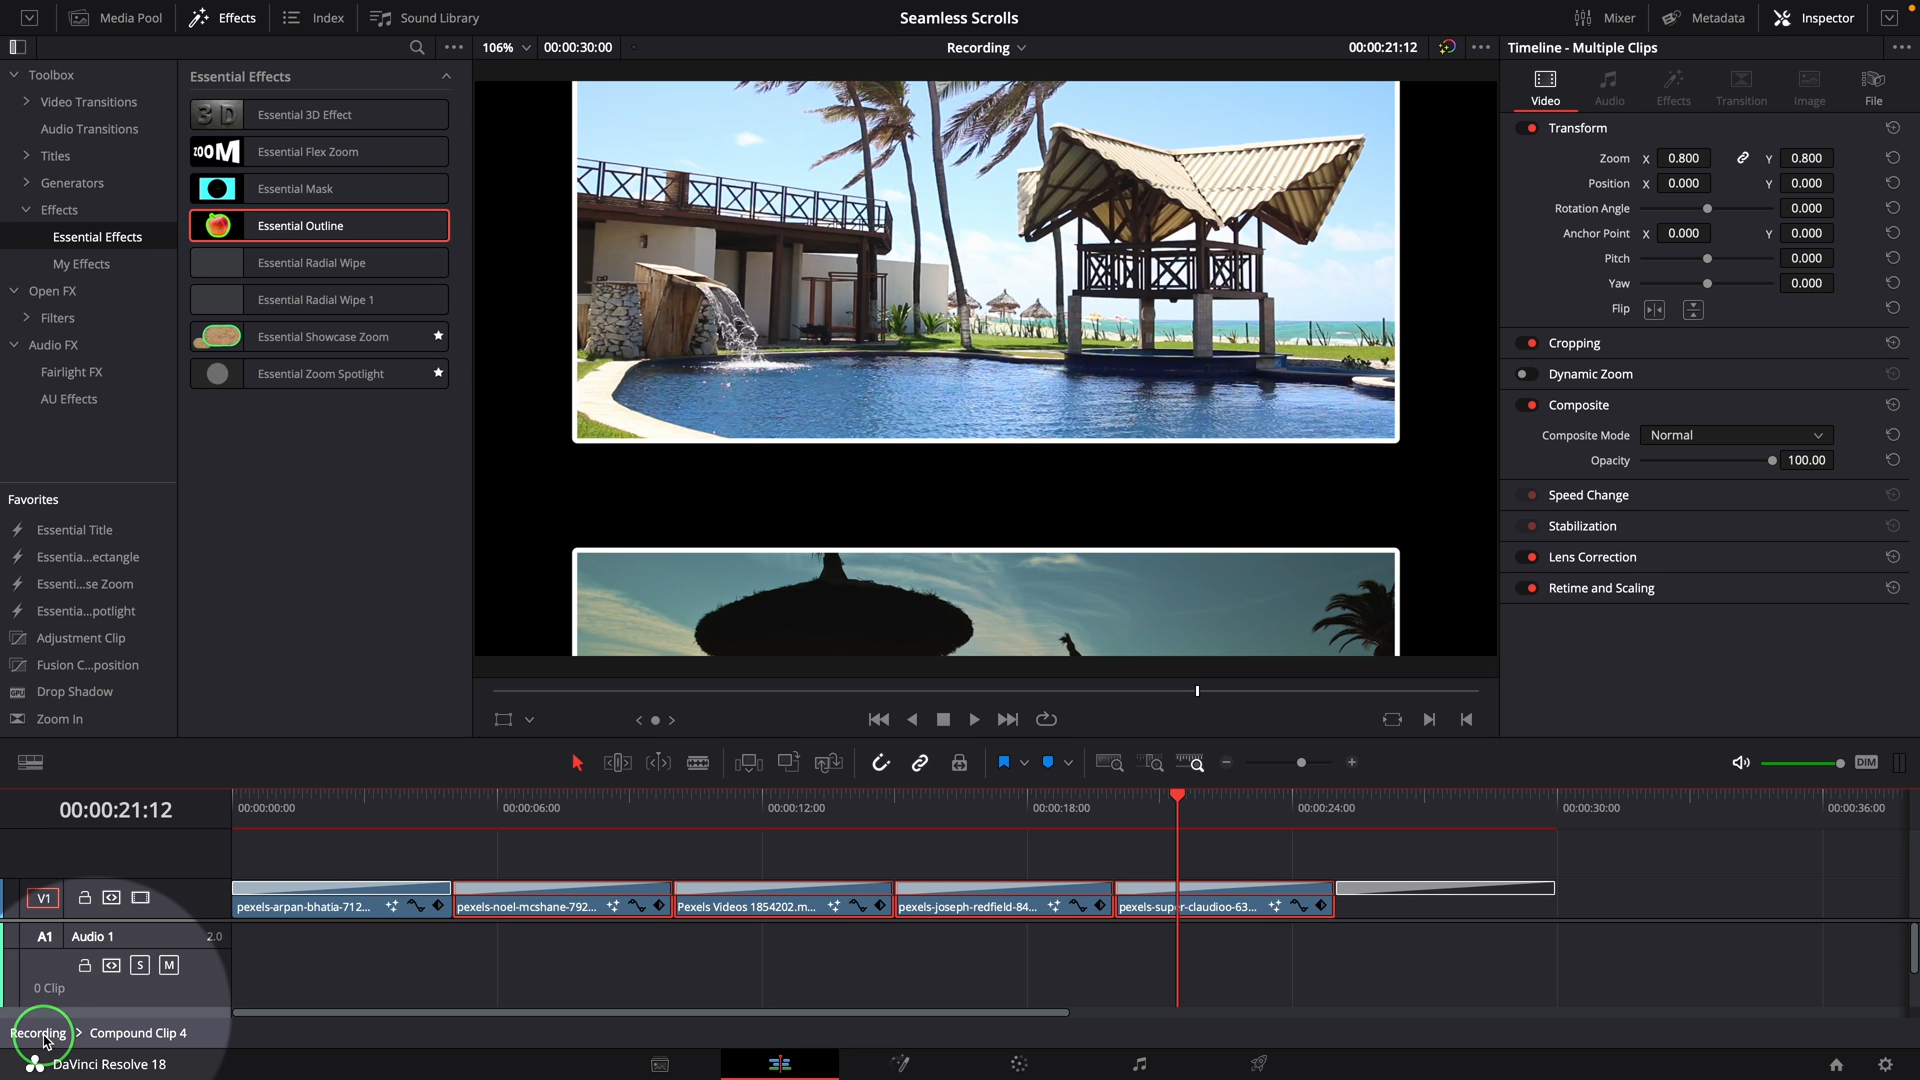 Media Pool
Effects
Index
Sound Library
Seamless Scrolls
Mixer
Metadata
Inspector
106%
00:00:30:00
Recording
00:00:21:12
Timeline - Multiple Clips
Toolbox
Video Transitions
Audio Transitions
Titles
Generators
Effects
Essential Effects
My Effects
Open FX
Filters
Audio FX
Fairlight FX
AU Effects
Favorites
Essential Title
Essentia...ectangle
Essenti...se Zoom
Essentia...potlight
Adjustment Clip
Fusion C...position
Drop Shadow
Zoom In
Essential Effects
3D Essential 3D Effect
ZOOM Essential Flex Zoom
Essential Mask
Essential Outline
Essential Radial Wipe
Essential Radial Wipe 1
Essential Showcase Zoom
Essential Zoom Spotlight
Video
Audio
Effects
Transition
Image
File
Transform
Zoom X 0.800 Y 0.800
Position X 0.000 Y 0.000
Rotation Angle 0.000
Anchor Point X 0.000 Y 0.000
Pitch 0.000
Yaw 0.000
Flip
Cropping
Dynamic Zoom
Composite
Composite Mode Normal
Opacity 100.00
Speed Change
Stabilization
Lens Correction
Retime and Scaling
DIM
00:00:21:12
00:00:00:00
00:00:06:00
00:00:12:00
00:00:18:00
00:00:24:00
00:00:30:00
00:00:36:00
V1
pexels-arpan-bhatia-712...
pexels-noel-mcshane-792...
Pexels Videos 1854202.m...
pexels-joseph-redfield-84...
pexels-super-claudioo-63...
A1 Audio 1 2.0
S M
0 Clip
Recording > Compound Clip 4
DaVinci Resolve 18